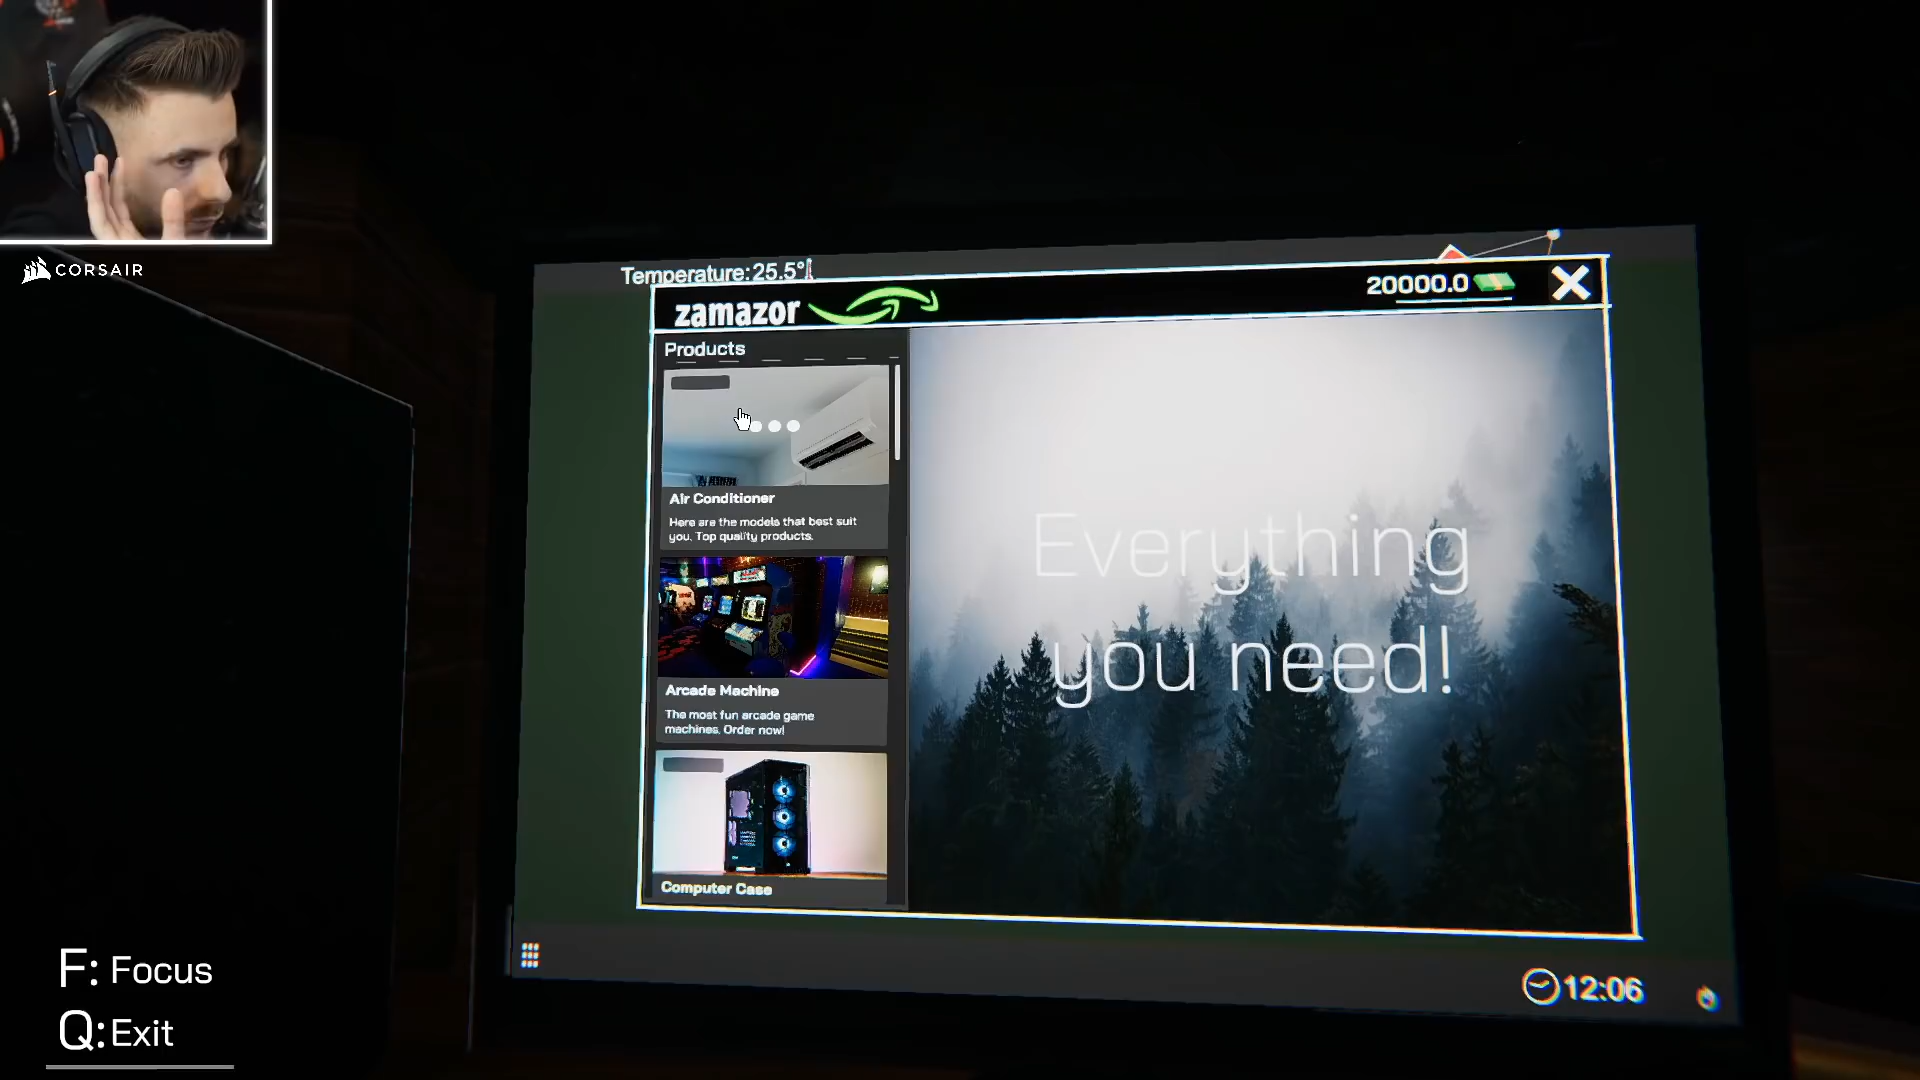 CORSAIR
Temperature:25.5°
20000.0
zamazor
Products
Air Conditioner
Here are the models that best suit
you. Top quality products.
Arcade Machine
The most fun arcade game
machines. Order now!
Computer Case
Everything
you need!
12:06
F: Focus
Q: Exit